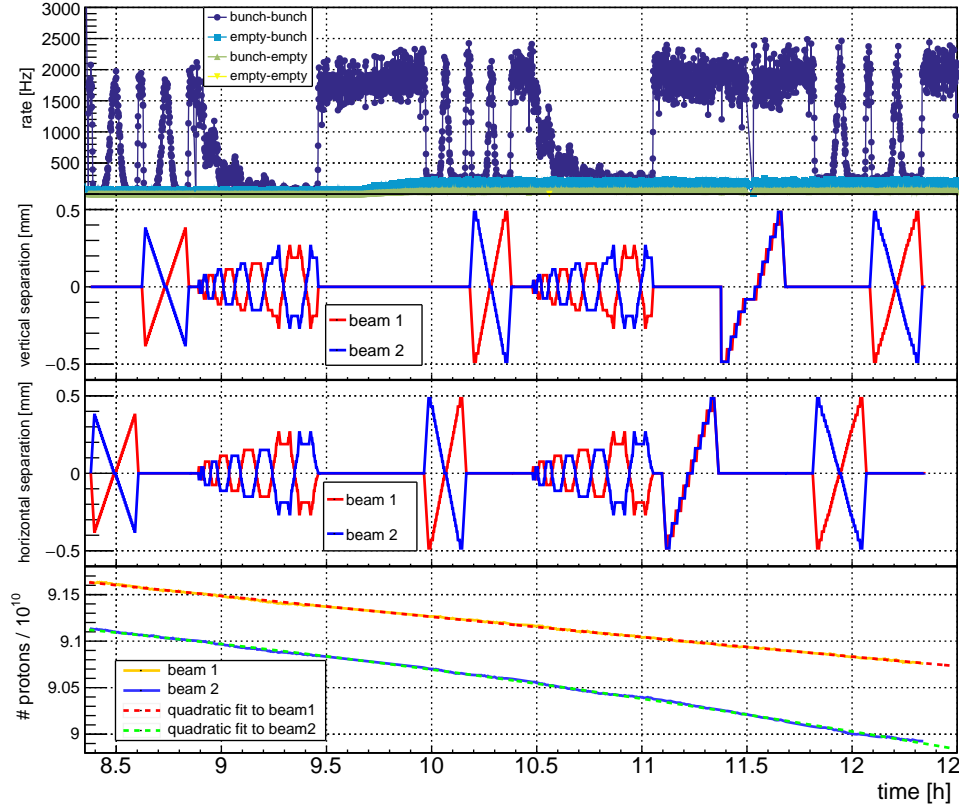 bunch-bunch
empty-bunch
bunch-empty
empty-empty
rate [Hz]
3000
2500
2000
1500
1000
500
vertical separation [mm]
0.5
0
−0.5
beam 1
beam 2
horizontal separation [mm]
0.5
0
−0.5
beam 1
beam 2
# protons / 10^10
9.15
9.1
9.05
9
beam 1
beam 2
quadratic fit to beam1
quadratic fit to beam2
8.5 9 9.5 10 10.5 11 11.5 12 12.5
time [h]